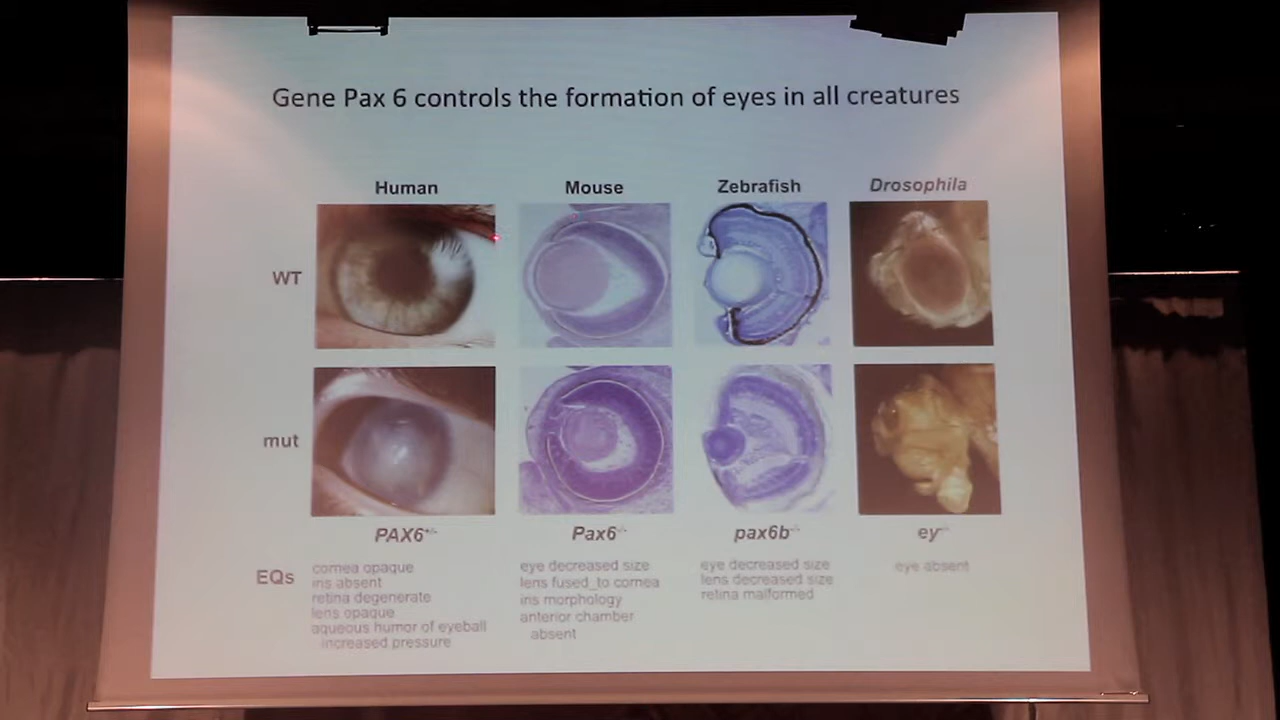 Gene Pax 6 controls the formation of eyes in all creatures
Human Mouse Zebrafish Drosophila
WT
mut
PAX6+/- Pax6-/- pax6b-/- ey-/-
EQs
cornea opaque
iris absent
retina degenerate
lens opaque
aqueous humor of eyeball
increased pressure
eye decreased size
lens fused_to cornea
iris morphology
anterior chamber
absent
eye decreased size
lens decreased size
retina malformed
eye absent